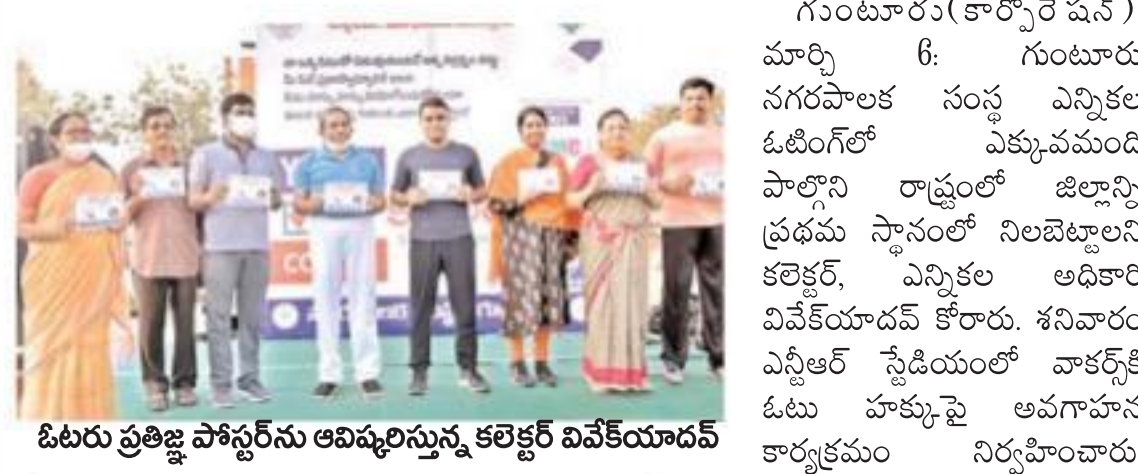 ఓటరు ప్రతిజ్ఞ పోస్టర్‌ను ఆవిష్కరిస్తున్న కలెక్టర్ వివేక్‌యాదవ్
గుంటూరు(కార్పొరేషన్)
మార్చి 6: గుంటూరు
నగరపాలక సంస్థ ఎన్నికల
ఓటింగ్‌లో ఎక్కువమంది
పాల్గొని రాష్ట్రంలో జిల్లాన్ని
ప్రథమ స్థానంలో నిలబెట్టాలని
కలెక్టర్, ఎన్నికల అధికారి
వివేక్‌యాదవ్ కోరారు. శనివారం
ఎన్టీఆర్ స్టేడియంలో వాకర్స్‌కి
ఓటు హక్కుపై అవగాహన
కార్యక్రమం నిర్వహించారు